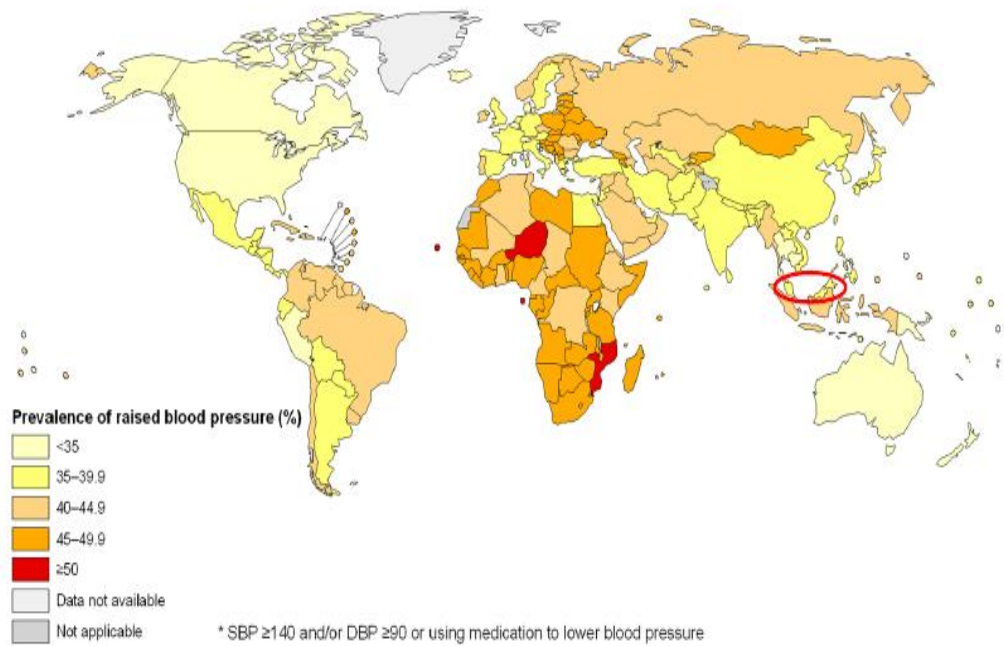 Prevalence of raised blood pressure (%)
<35
35–39.9
40–44.9
45–49.9
≥50
Data not available
Not applicable
* SBP ≥140 and/or DBP ≥90 or using medication to lower blood pressure